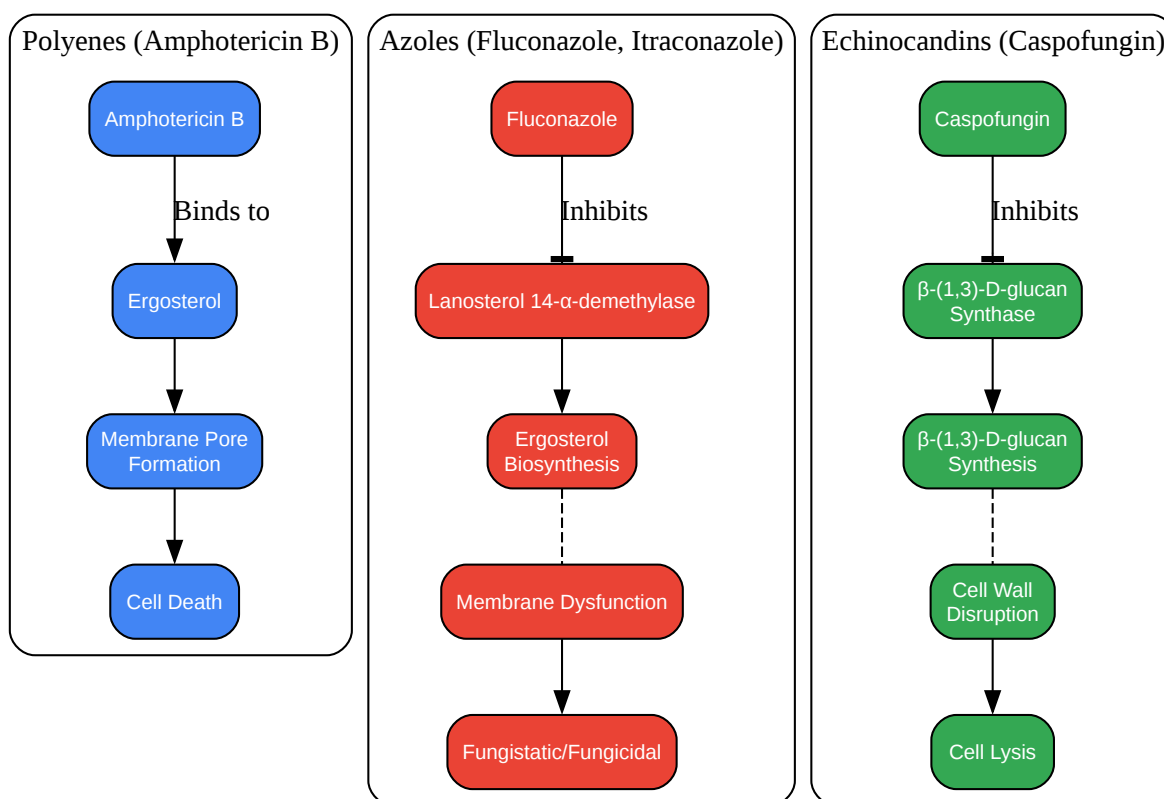 Polyenes (Amphotericin B)
Amphotericin B
Binds to
Ergosterol
Membrane Pore
Formation
Cell Death
Azoles (Fluconazole, Itraconazole)
Fluconazole
Inhibits
Lanosterol 14-α-demethylase
Ergosterol
Biosynthesis
Membrane Dysfunction
Fungistatic/Fungicidal
Echinocandins (Caspofungin)
Caspofungin
Inhibits
β-(1,3)-D-glucan
Synthase
β-(1,3)-D-glucan
Synthesis
Cell Wall
Disruption
Cell Lysis